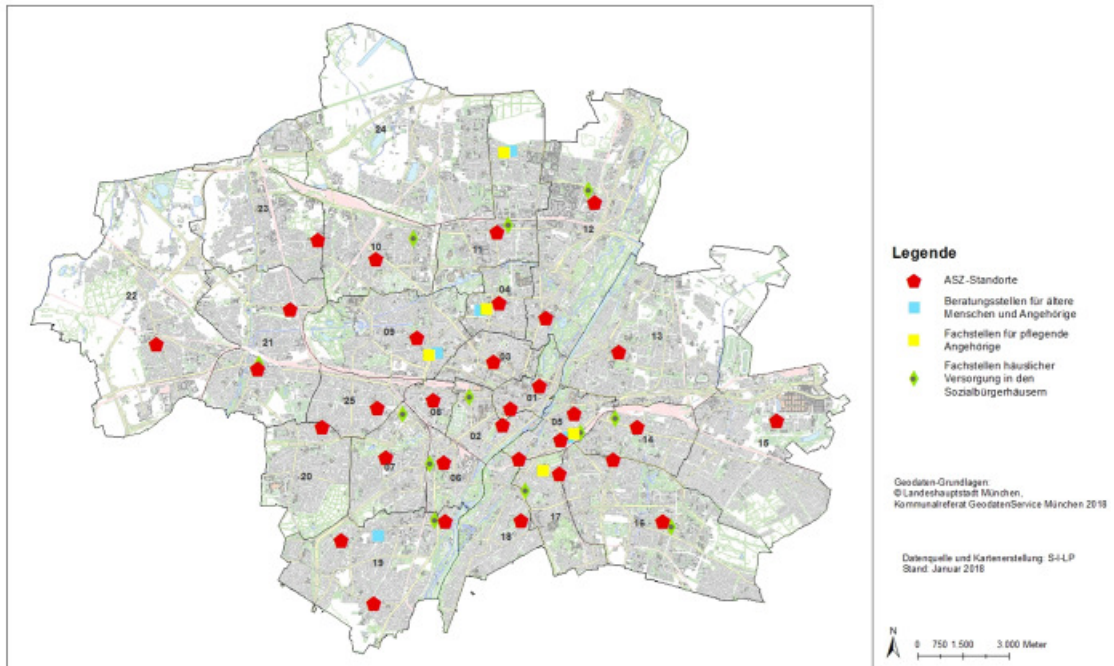 24
23
12
10
11
22
04
13
09
21
03
01
25
08
05
15
02
14
07
06
20
17
16
18
19
Legende
ASZ-Standorte
Beratungsstellen für ältere
Menschen und Angehörige
Fachstellen für pflegende
Angehörige
Fachstellen häuslicher
Versorgung in den
Sozialbürgerhäusern
Geodaten-Grundlagen:
© Landeshauptstadt München,
Kommunalreferat GeodatenService München 2018
Datenquelle und Kartenerstellung: S-I-LP
Stand: Januar 2018
N
0 750 1.500 3.000 Meter